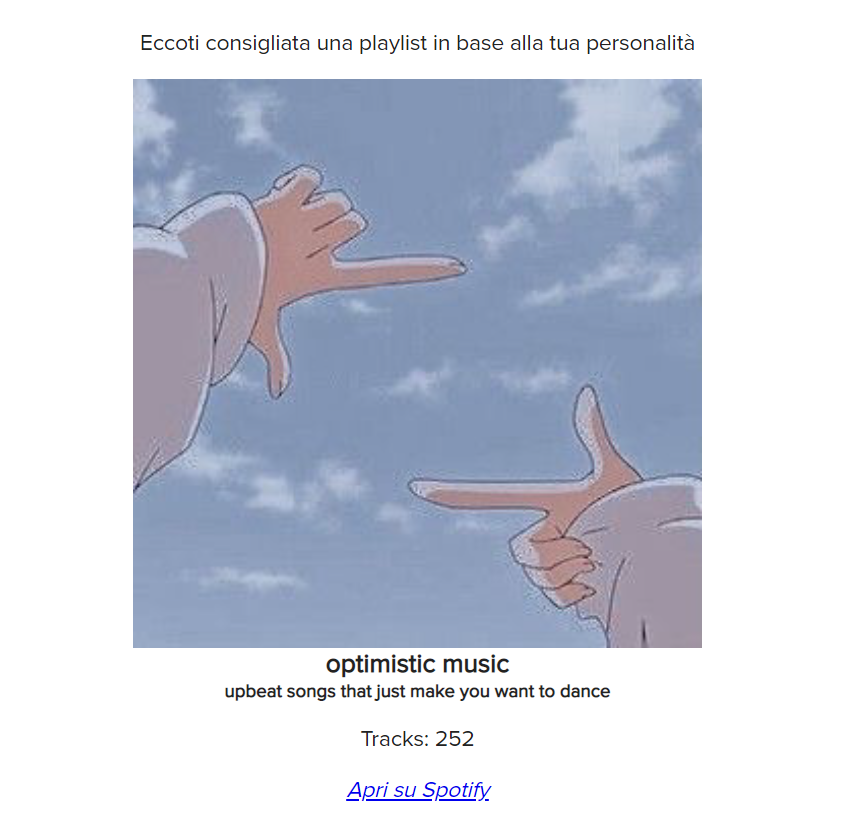 Eccoti consigliata una playlist in base alla tua personalità
optimistic music
upbeat songs that just make you want to dance
Tracks: 252
Apri su Spotify